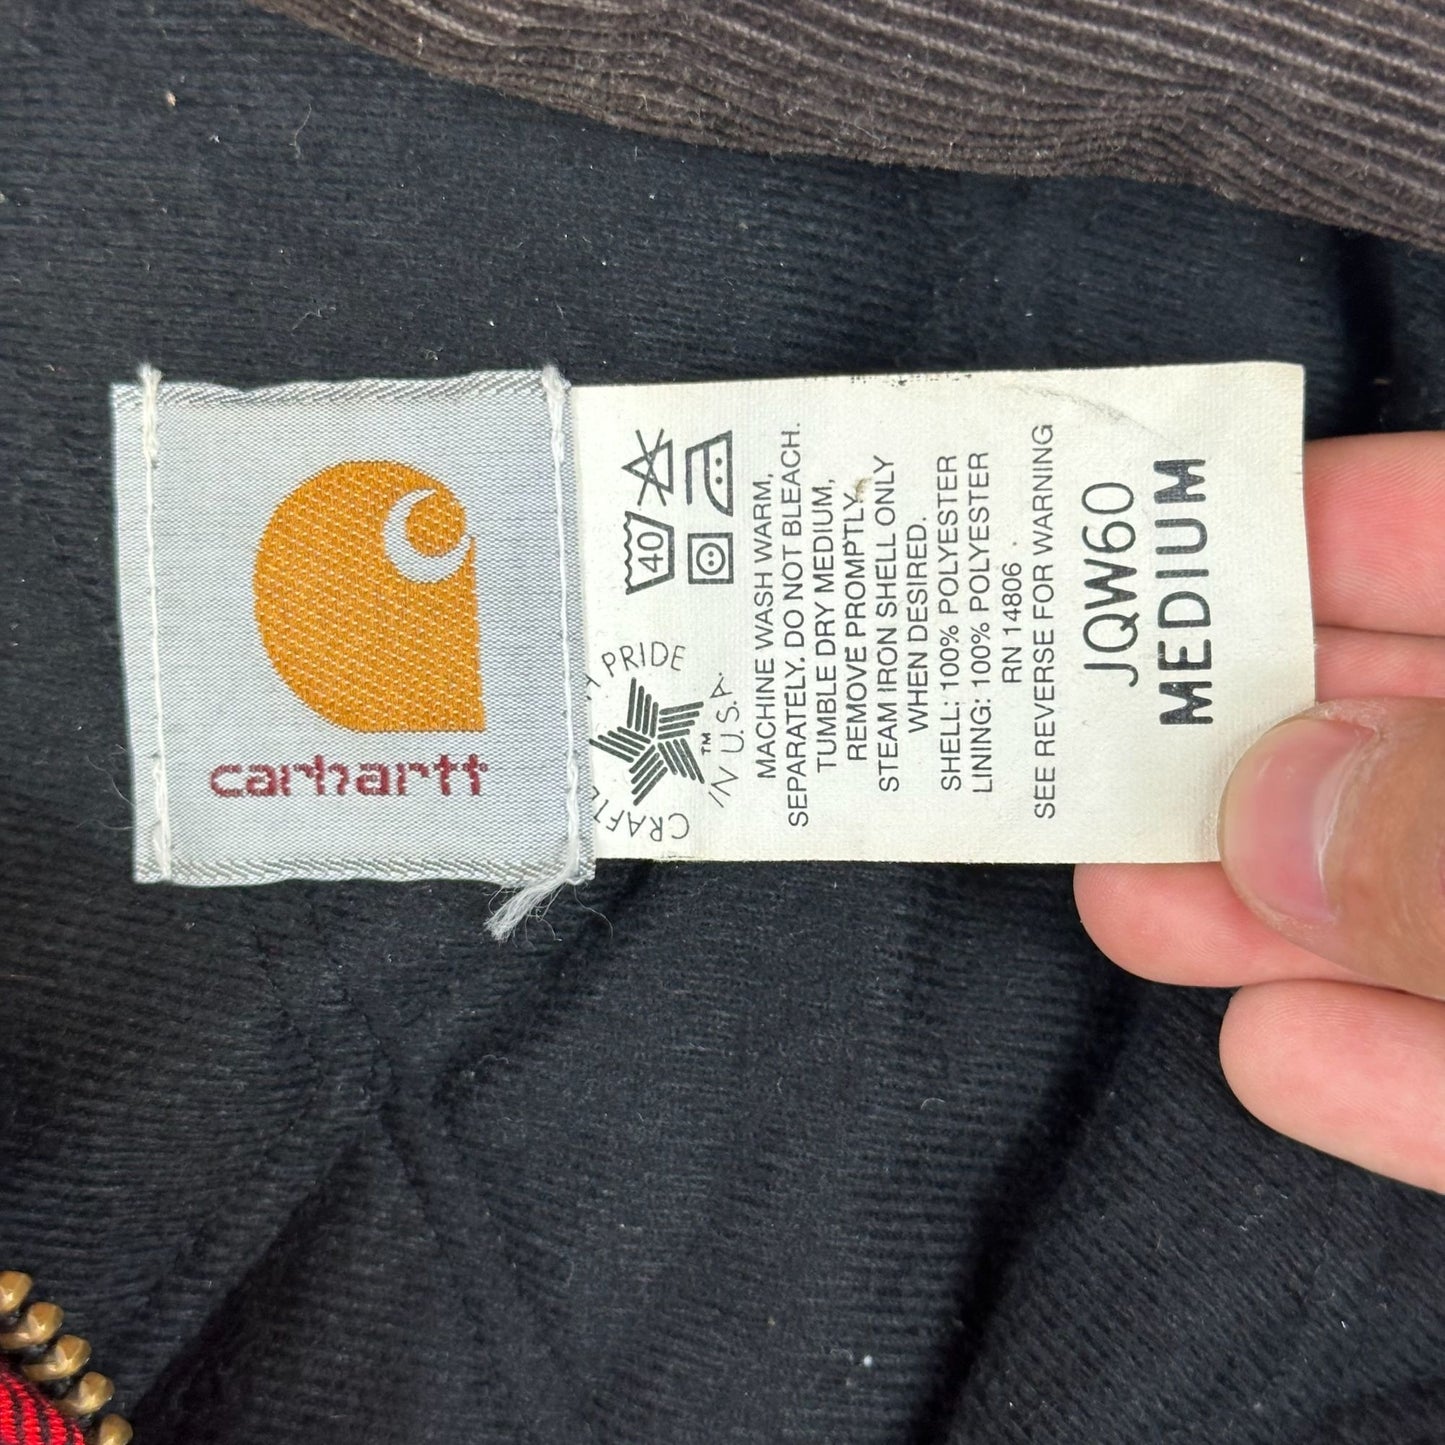 carhartt
40
CRAFTED
PRIDE
IN U.S.A.
™
MACHINE WASH WARM,
SEPARATELY. DO NOT BLEACH.
TUMBLE DRY MEDIUM,
REMOVE PROMPTLY.
STEAM IRON SHELL ONLY
WHEN DESIRED.
SHELL: 100% POLYESTER
LINING: 100% POLYESTER
RN 14806
SEE REVERSE FOR WARNING
JQW60
MEDIUM